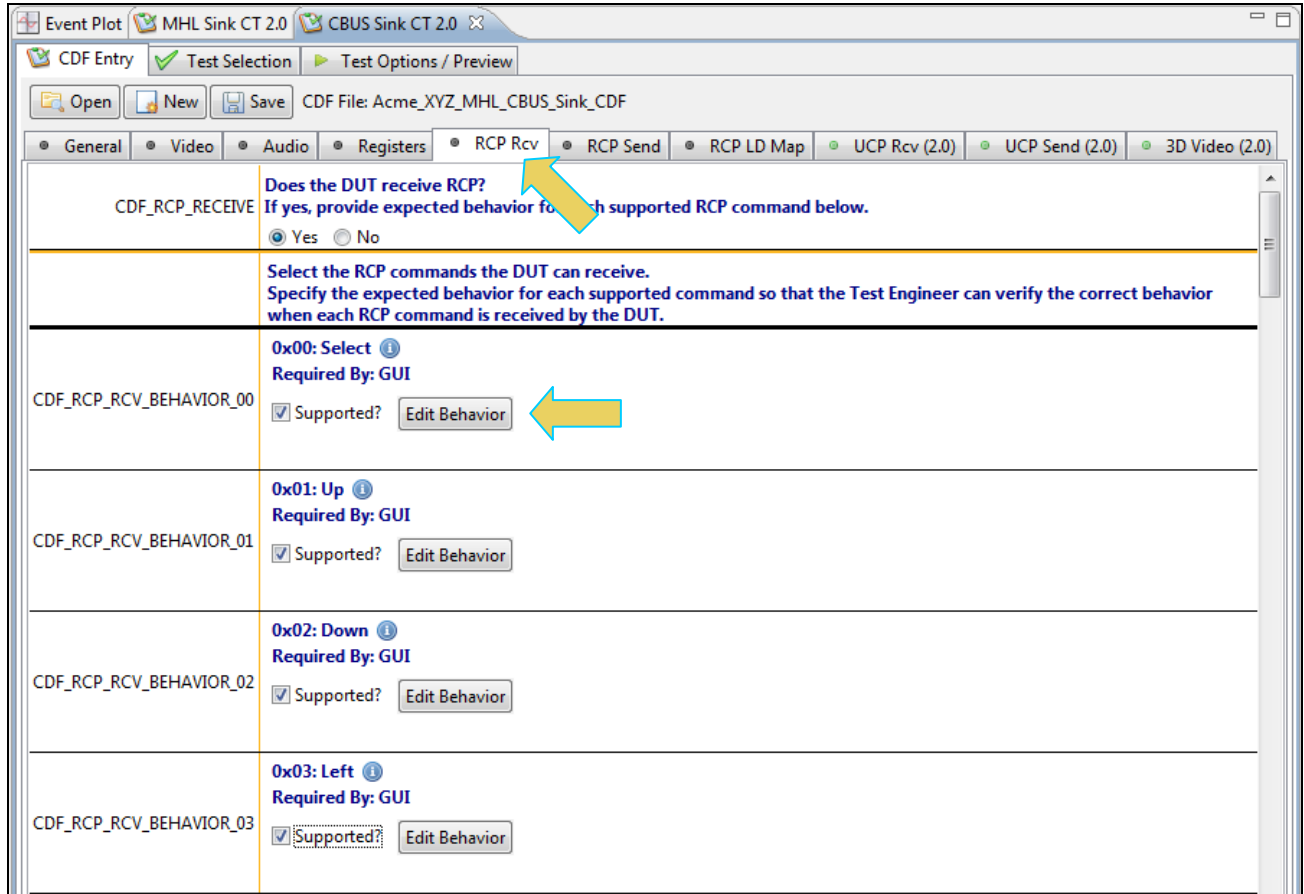 Event Plot MHL Sink CT 2.0 CBUS Sink CT 2.0
CDF Entry Test Selection Test Options / Preview
Open New Save CDF File: Acme_XYZ_MHL_CBUS_Sink_CDF
General Video Audio Registers RCP Rcv RCP Send RCP LD Map UCP Rcv (2.0) UCP Send (2.0) 3D Video (2.0)
Does the DUT receive RCP?
CDF_RCP_RECEIVE If yes, provide expected behavior supported RCP command below.
Yes No
Select the RCP commands the DUT can receive.
Specify the expected behavior for each supported command so that the Test Engineer can verify the correct behavior
when each RCP command is received by the DUT.
0x00: Select
Required By: GUI
CDF_RCP_RCV_BEHAVIOR_00
Supported? Edit Behavior
0x01: Up
Required By: GUI
CDF_RCP_RCV_BEHAVIOR_01
Supported? Edit Behavior
0x02: Down
Required By: GUI
CDF_RCP_RCV_BEHAVIOR_02
Supported? Edit Behavior
0x03: Left
Required By: GUI
CDF_RCP_RCV_BEHAVIOR_03
Supported? Edit Behavior